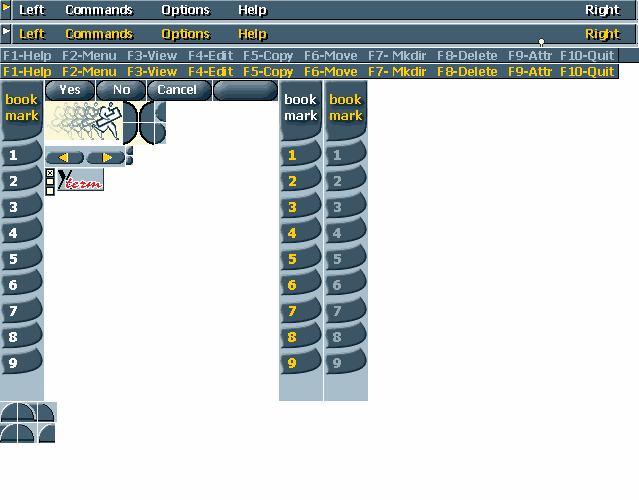 Left Commands Options Help Right
Left Commands Options Help Right
F1-Help F2-Menu F3-View F4-Edit F5-Copy F6-Move F7- Mkdir F8-Delete F9-Attr F10-Quit
F1-Help F2-Menu F3-View F4-Edit F5-Copy F6-Move F7- Mkdir F8-Delete F9-Attr F10-Quit
Yes No Cancel
book book book
mark mark mark
1 1 1
2 Yterm 2 2
3 3 3
4 4 4
5 5 5
6 6 6
7 7 7
8 8 8
9 9 9